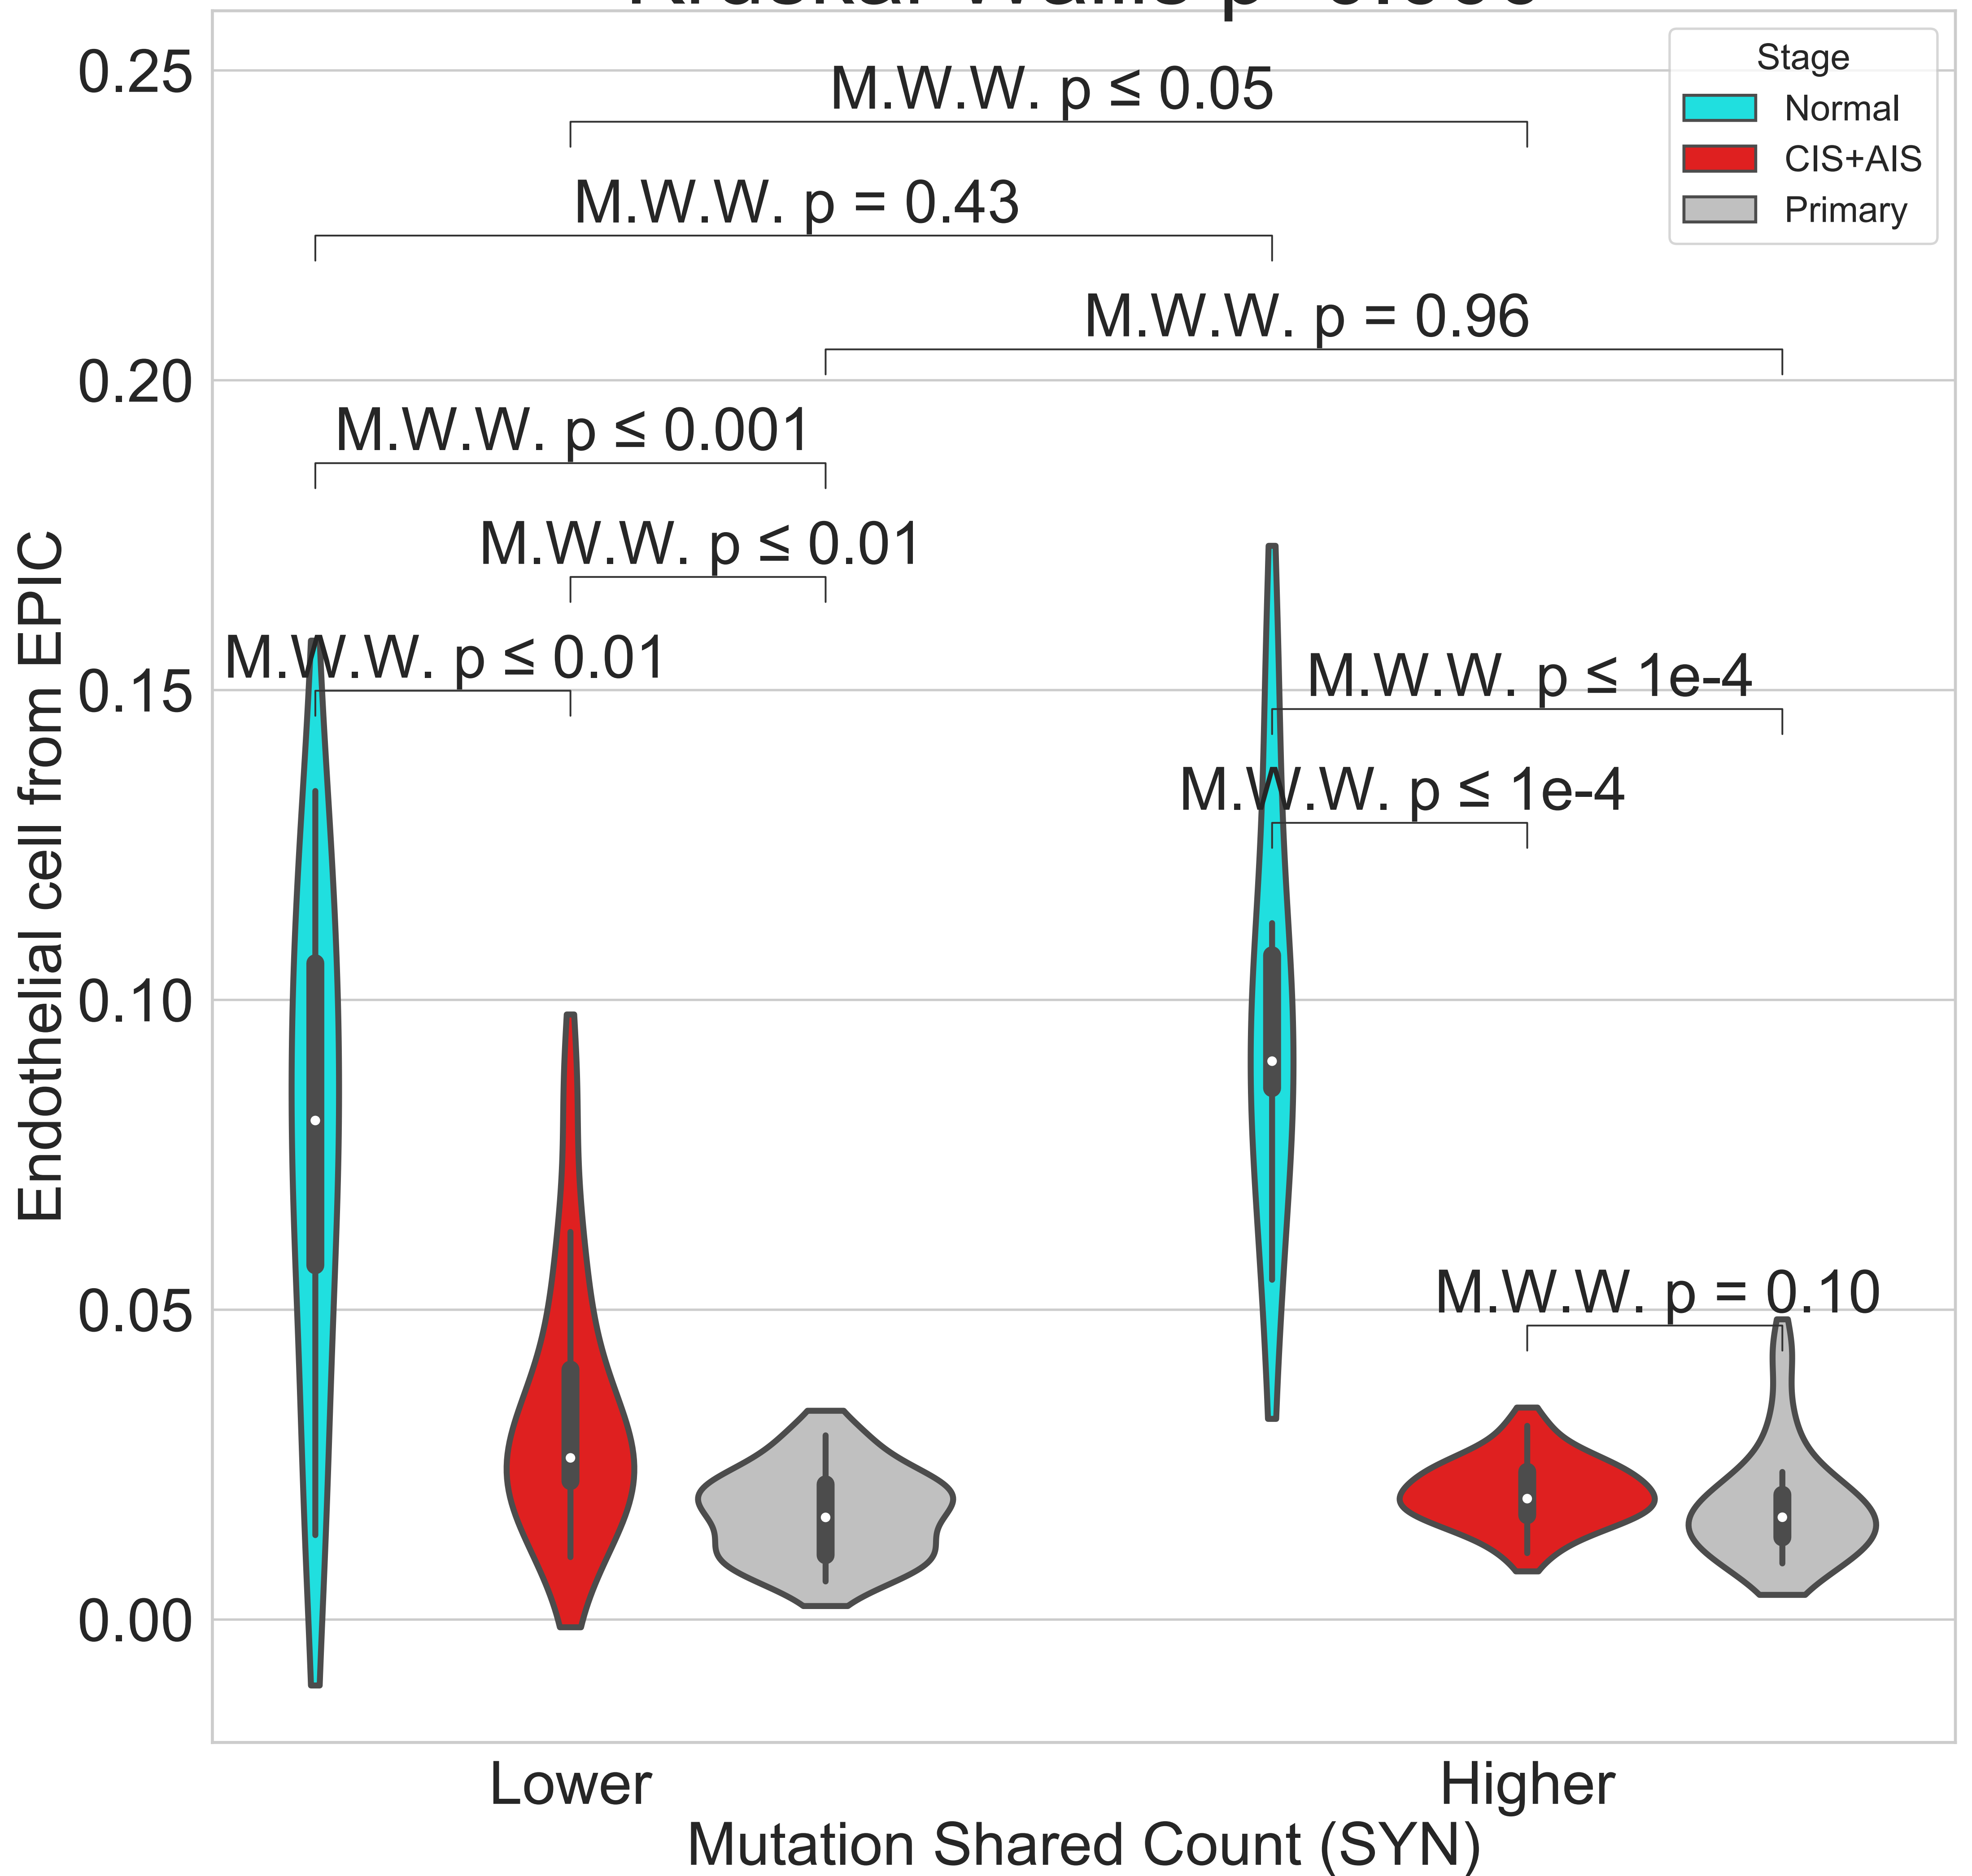 Stage
Normal
CIS+AIS
Primary
M.W.W. p ≤ 0.05
M.W.W. p = 0.43
M.W.W. p = 0.96
M.W.W. p ≤ 0.001
M.W.W. p ≤ 0.01
M.W.W. p ≤ 0.01
M.W.W. p ≤ 1e-4
M.W.W. p ≤ 1e-4
M.W.W. p = 0.10
Endothelial cell from EPIC
0.25
0.20
0.15
0.10
0.05
0.00
Lower
Higher
Mutation Shared Count (SYN)